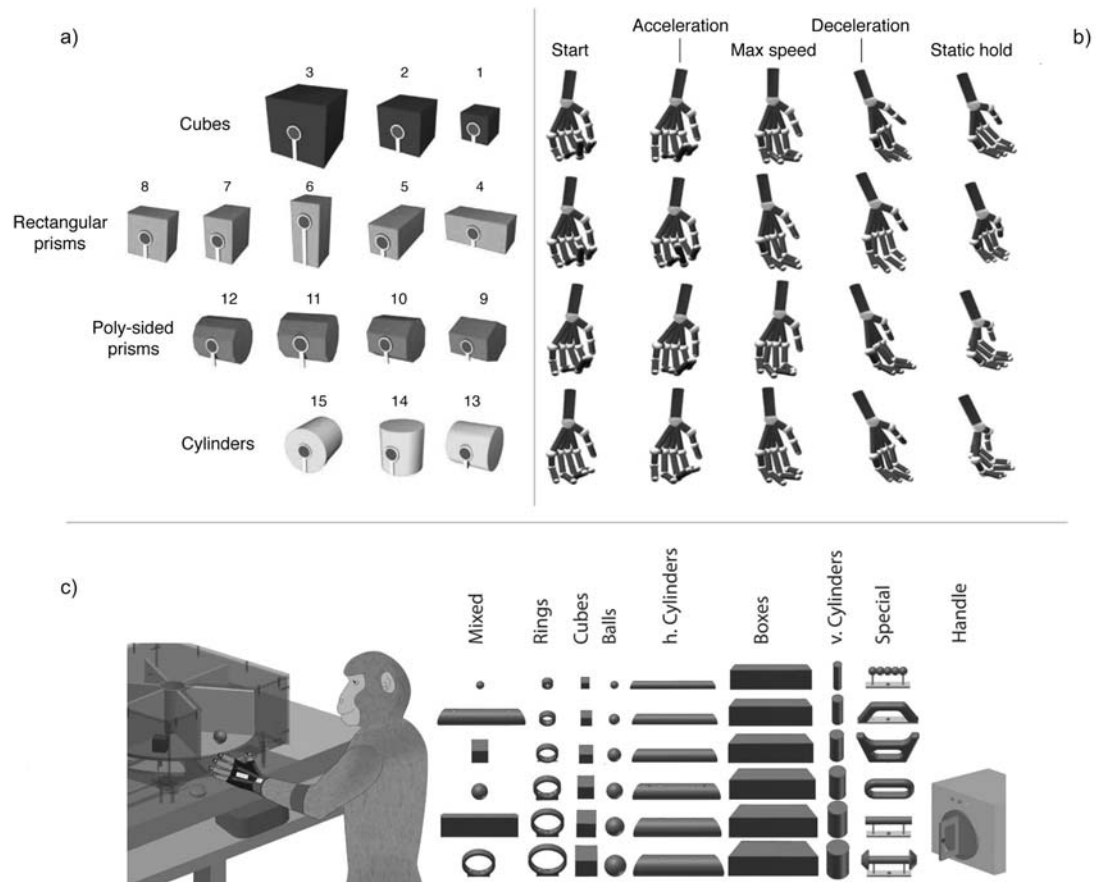 a)
3 2 1
Cubes
8 7 6 5 4
Rectangular
prisms
12 11 10 9
Poly-sided
prisms
15 14 13
Cylinders
b)
Acceleration Deceleration
Start Max speed Static hold
c)
Mixed
Rings
Cubes
Balls
h. Cylinders
Boxes
v. Cylinders
Special
Handle